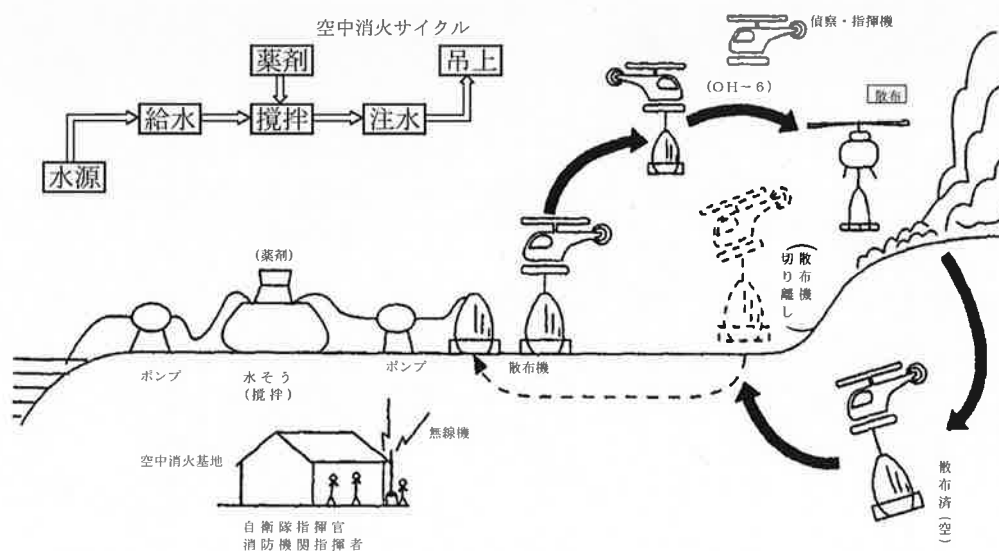 空中消火サイクル
薬剤
吊上
給水
撹拌
注水
水源
偵察・指揮機
(OH−6)
散布
(薬剤)
(散布機
切り離し)
ポンプ
水そう
(撹拌)
ポンプ
散布機
無線機
空中消火基地
自衛隊指揮官
消防機関指揮者
散布済(空)